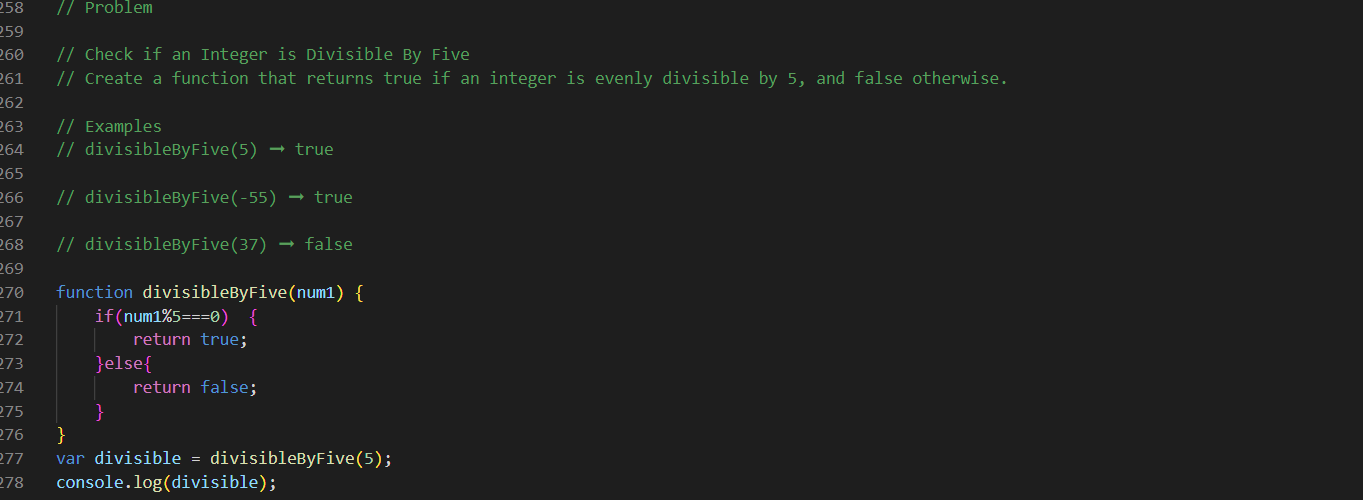 258 // Problem
259
260 // Check if an Integer is Divisible By Five
261 // Create a function that returns true if an integer is evenly divisible by 5, and false otherwise.
262
263 // Examples
264 // divisibleByFive(5) ➞ true
265
266 // divisibleByFive(-55) ➞ true
267
268 // divisibleByFive(37) ➞ false
269
270 function divisibleByFive(num1) {
271     if(num1%5===0)  {
272         return true;
273     }else{
274         return false;
275     }
276 }
277 var divisible = divisibleByFive(5);
278 console.log(divisible);